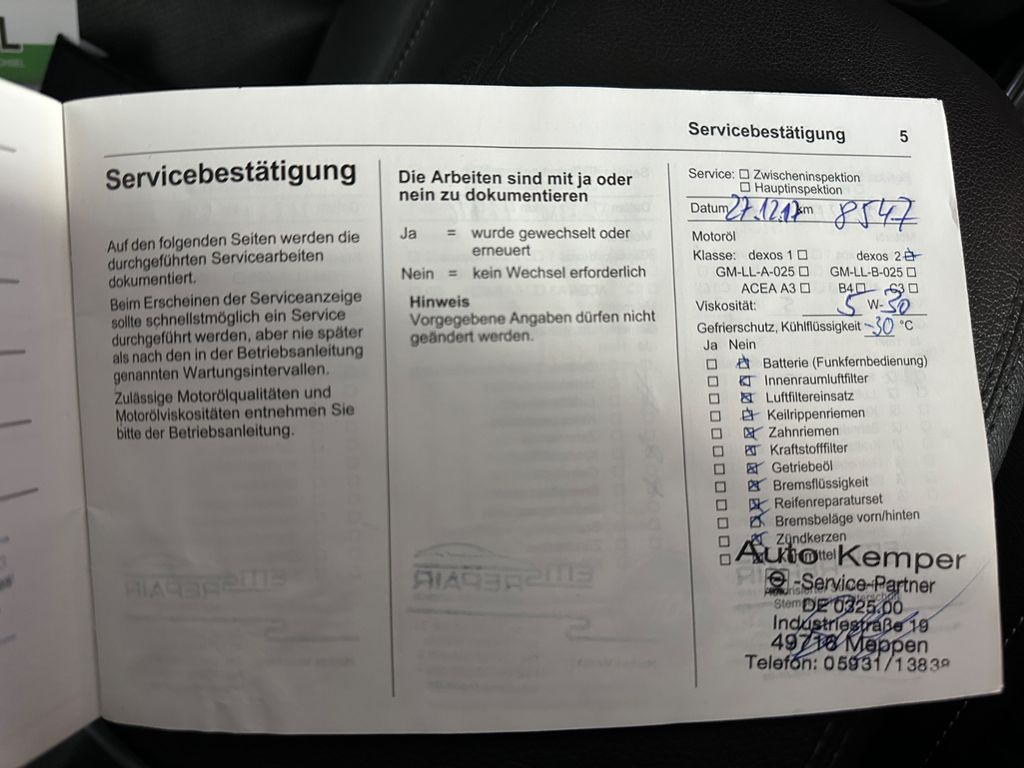 L
Servicebestätigung 5
Servicebestätigung
Auf den folgenden Seiten werden die
durchgeführten Servicearbeiten
dokumentiert.
Beim Erscheinen der Serviceanzeige
sollte schnellstmöglich ein Service
durchgeführt werden, aber nie später
als nach den in der Betriebsanleitung
genannten Wartungsintervallen.
Zulässige Motorölqualitäten und
Motorölviskositäten entnehmen Sie
bitte der Betriebsanleitung.
Die Arbeiten sind mit ja oder
nein zu dokumentieren
Ja = wurde gewechselt oder
erneuert
Nein = kein Wechsel erforderlich
Hinweis
Vorgegebene Angaben dürfen nicht
geändert werden.
Service: ☐ Zwischeninspektion
☐ Hauptinspektion
Datum 27.12.17 km 8547
Motoröl
Klasse: dexos 1 ☐ dexos 2 ☒
GM-LL-A-025 ☐ GM-LL-B-025 ☐
ACEA A3 ☐ B4 ☐ C3 ☐
Viskosität: 5 W-30
Gefrierschutz, Kühlflüssigkeit -30 °C
Ja Nein
☐ ☒ Batterie (Funkfernbedienung)
☐ ☒ Innenraumluftfilter
☐ ☒ Luftfiltereinsatz
☐ ☒ Keilrippenriemen
☐ ☒ Zahnriemen
☐ ☒ Kraftstofffilter
☐ ☒ Getriebeöl
☐ ☒ Bremsflüssigkeit
☐ ☒ Reifenreparaturset
☐ ☒ Bremsbeläge vorn/hinten
☐ ☒ Zündkerzen
Auto Kemper
-Service-Partner
DE 0325.00
Industriestraße 19
49716 Meppen
Telefon: 05931/13838